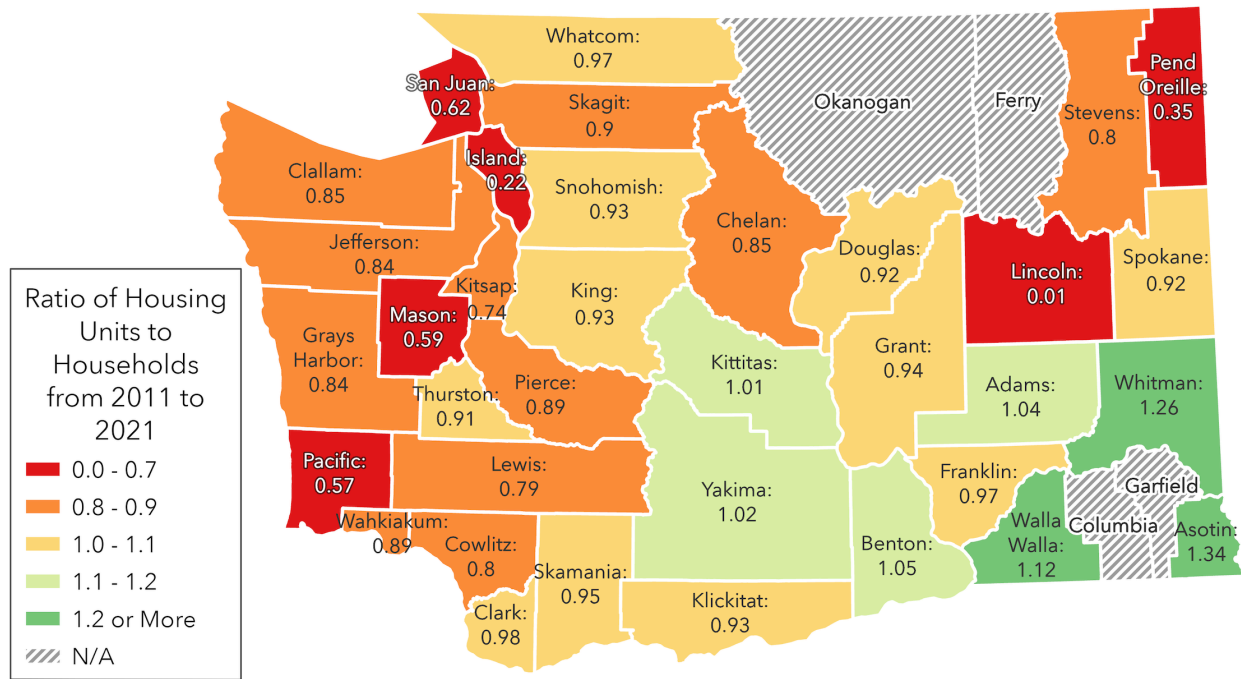 Whatcom:
0.97
San Juan:
0.62
Skagit:
0.9
Okanogan
Ferry
Stevens:
0.8
Pend
Oreille:
0.35
Island:
0.22
Clallam:
0.85
Snohomish:
0.93
Chelan:
0.85
Douglas:
0.92
Lincoln:
0.01
Spokane:
0.92
Jefferson:
0.84
Kitsap:
0.74
King:
0.93
Mason:
0.59
Grays
Harbor:
0.84
Kittitas:
1.01
Grant:
0.94
Adams:
1.04
Whitman:
1.26
Thurston:
0.91
Pierce:
0.89
Pacific:
0.57
Lewis:
0.79
Yakima:
1.02
Franklin:
0.97
Garfield
Columbia
Asotin:
1.34
Walla
Walla:
1.12
Benton:
1.05
Wahkiakum:
0.89
Cowlitz:
0.8
Skamania:
0.95
Klickitat:
0.93
Clark:
0.98
Ratio of Housing
Units to
Households
from 2011 to
2021
0.0 - 0.7
0.8 - 0.9
1.0 - 1.1
1.1 - 1.2
1.2 or More
N/A